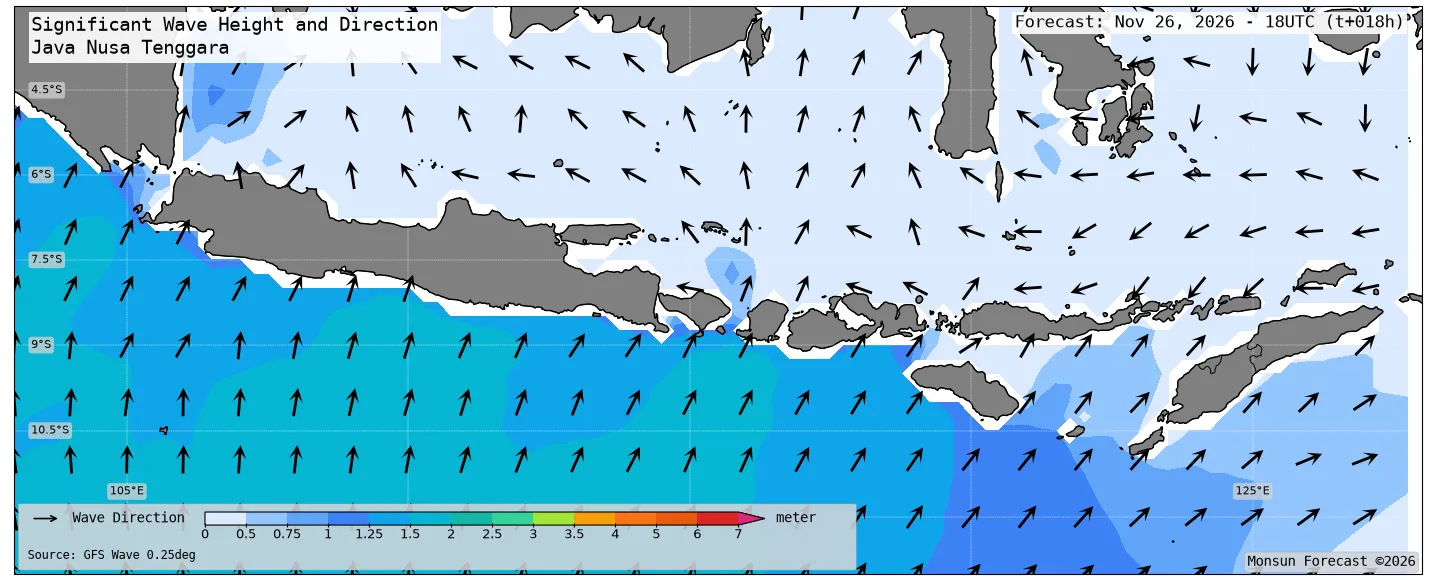 Significant Wave Height and Direction
Java Nusa Tenggara
Forecast: Nov 26, 2026 - 18UTC (t+018h)
4.5°S
6°S
7.5°S
9°S
10.5°S
105°E
125°E
Wave Direction
0 0.5 0.75 1 1.25 1.5 2 2.5 3 3.5 4 5 6 7
meter
Source: GFS Wave 0.25deg
Monsun Forecast ©2026